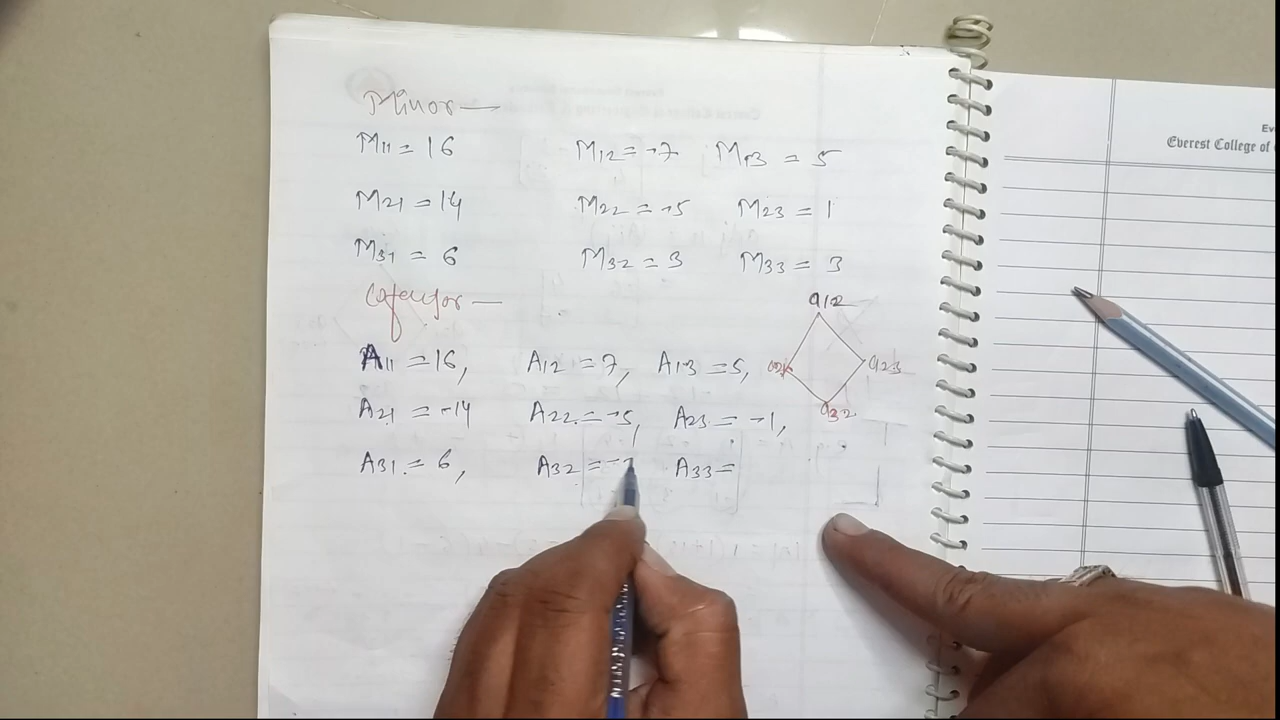 Minor —
M11 = 16 M12 = -7 M13 = 5
M21 = 14 M22 = -5 M23 = 1
M31 = 6 M32 = 3 M33 = 3
Cofactor —
a12
A11 = 16, A12 = 7, A13 = 5,
a21 a23
a32
A21 = -14 A22 = -5, A23 = -1,
A31 = 6, A32 = - A33 =
Everest College of